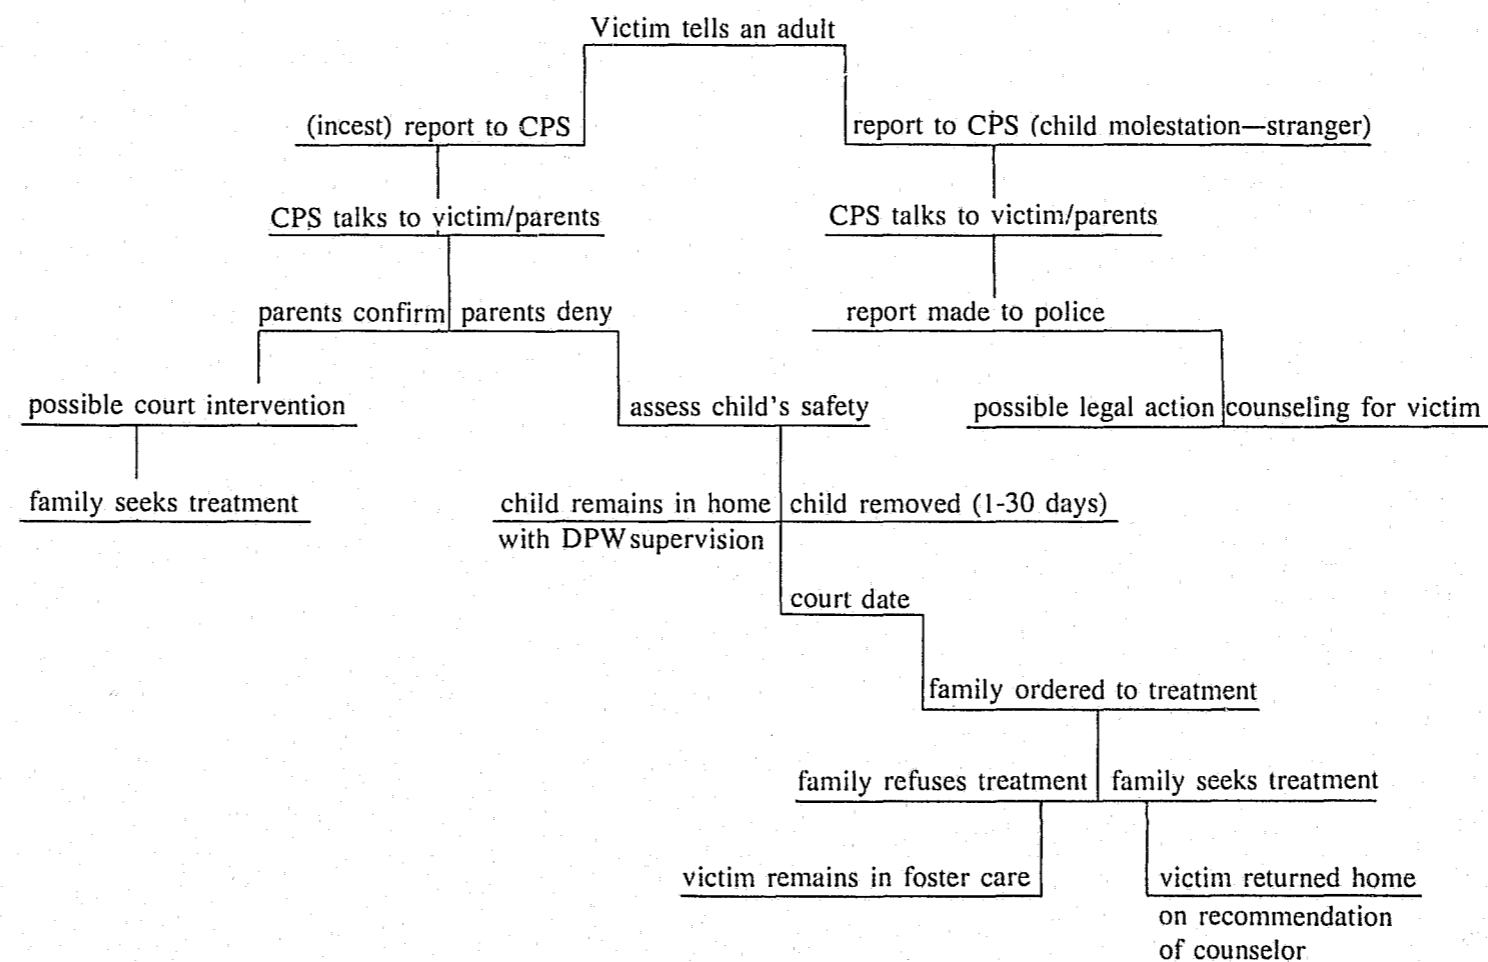 Victim tells an adult
(incest) report to CPS
report to CPS (child molestation—stranger)
CPS talks to victim/parents
CPS talks to victim/parents
parents confirm
parents deny
report made to police
possible court intervention
assess child's safety
possible legal action
counseling for victim
family seeks treatment
child remains in home
with DPW supervision
child removed (1-30 days)
court date
family ordered to treatment
family refuses treatment
family seeks treatment
victim remains in foster care
victim returned home
on recommendation
of counselor